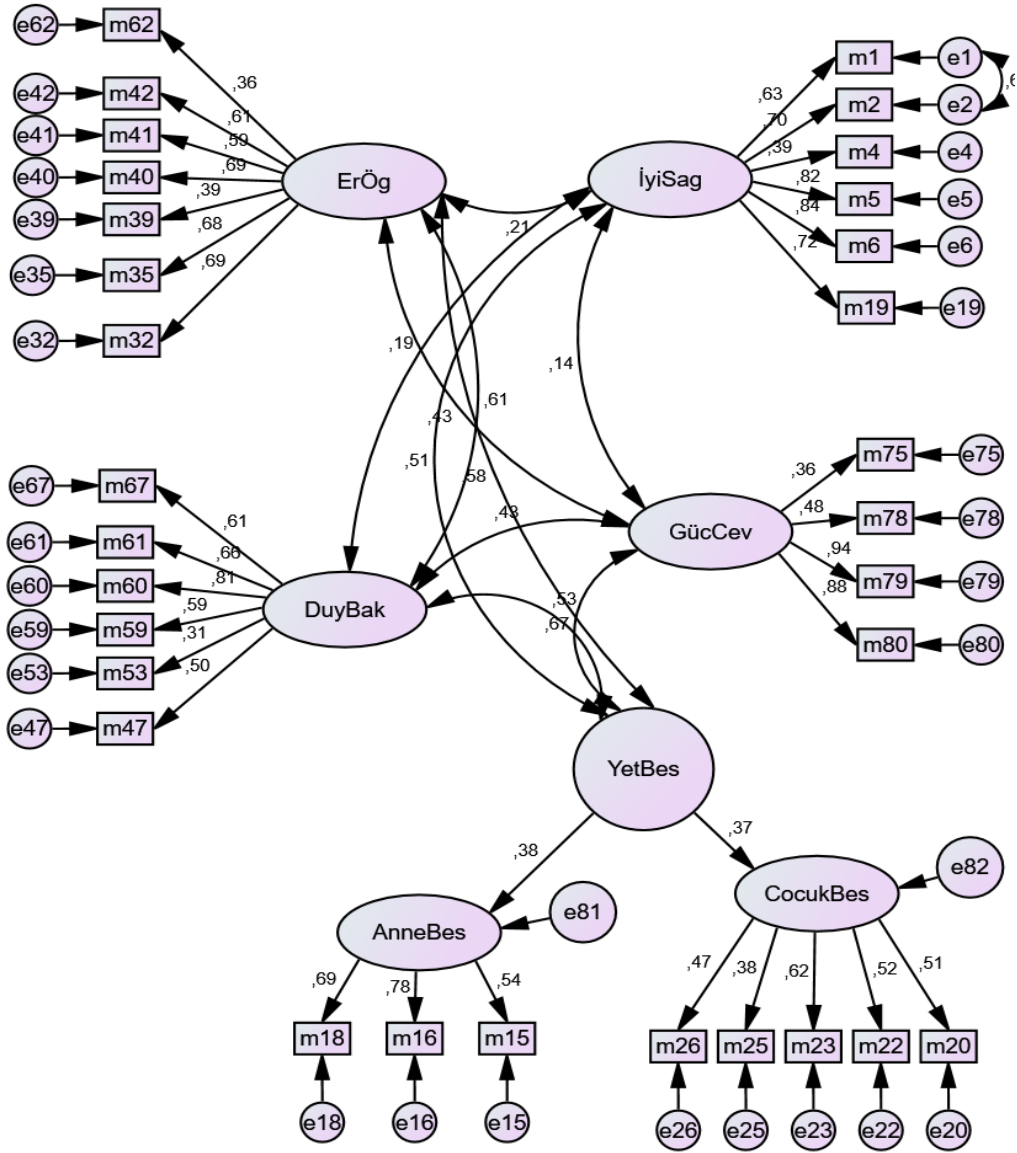 e62 m62
e42 m42
e41 m41
e40 m40
e39 m39
e35 m35
e32 m32
,36
,61
,59
,69
,39
,68
,69
ErÖg
İyiSag
,63
,70
,39
,82
,84
,72
m1 e1
m2 e2
m4 e4
m5 e5
m6 e6
m19 e19
,21
,19
,14
,43
,61
,51
,58
,43
,53
,67
e67 m67
e61 m61
e60 m60
e59 m59
e53 m53
e47 m47
,61
,66
,81
,59
,31
,50
DuyBak
GücCev
,36
,48
,94
,88
m75 e75
m78 e78
m79 e79
m80 e80
YetBes
,38
,37
AnneBes
e81
CocukBes
e82
,69
,78
,54
m18 m16 m15
e18 e16 e15
,47
,38
,62
,52
,51
m26 m25 m23 m22 m20
e26 e25 e23 e22 e20